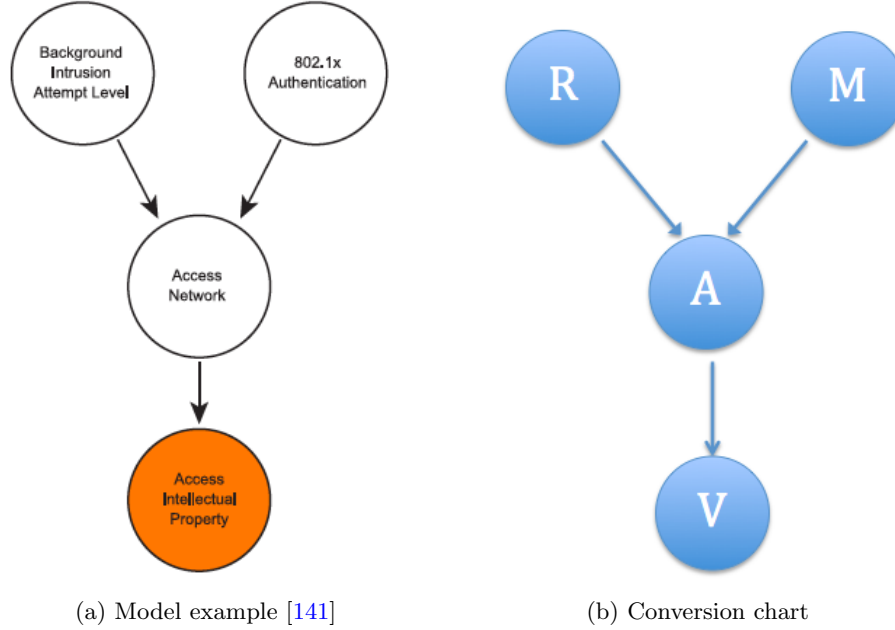 Background
Intrusion
Attempt Level
802.1x
Authentication
Access
Network
Access
Intellectual
Property
(a) Model example [141]
R
M
A
V
(b) Conversion chart